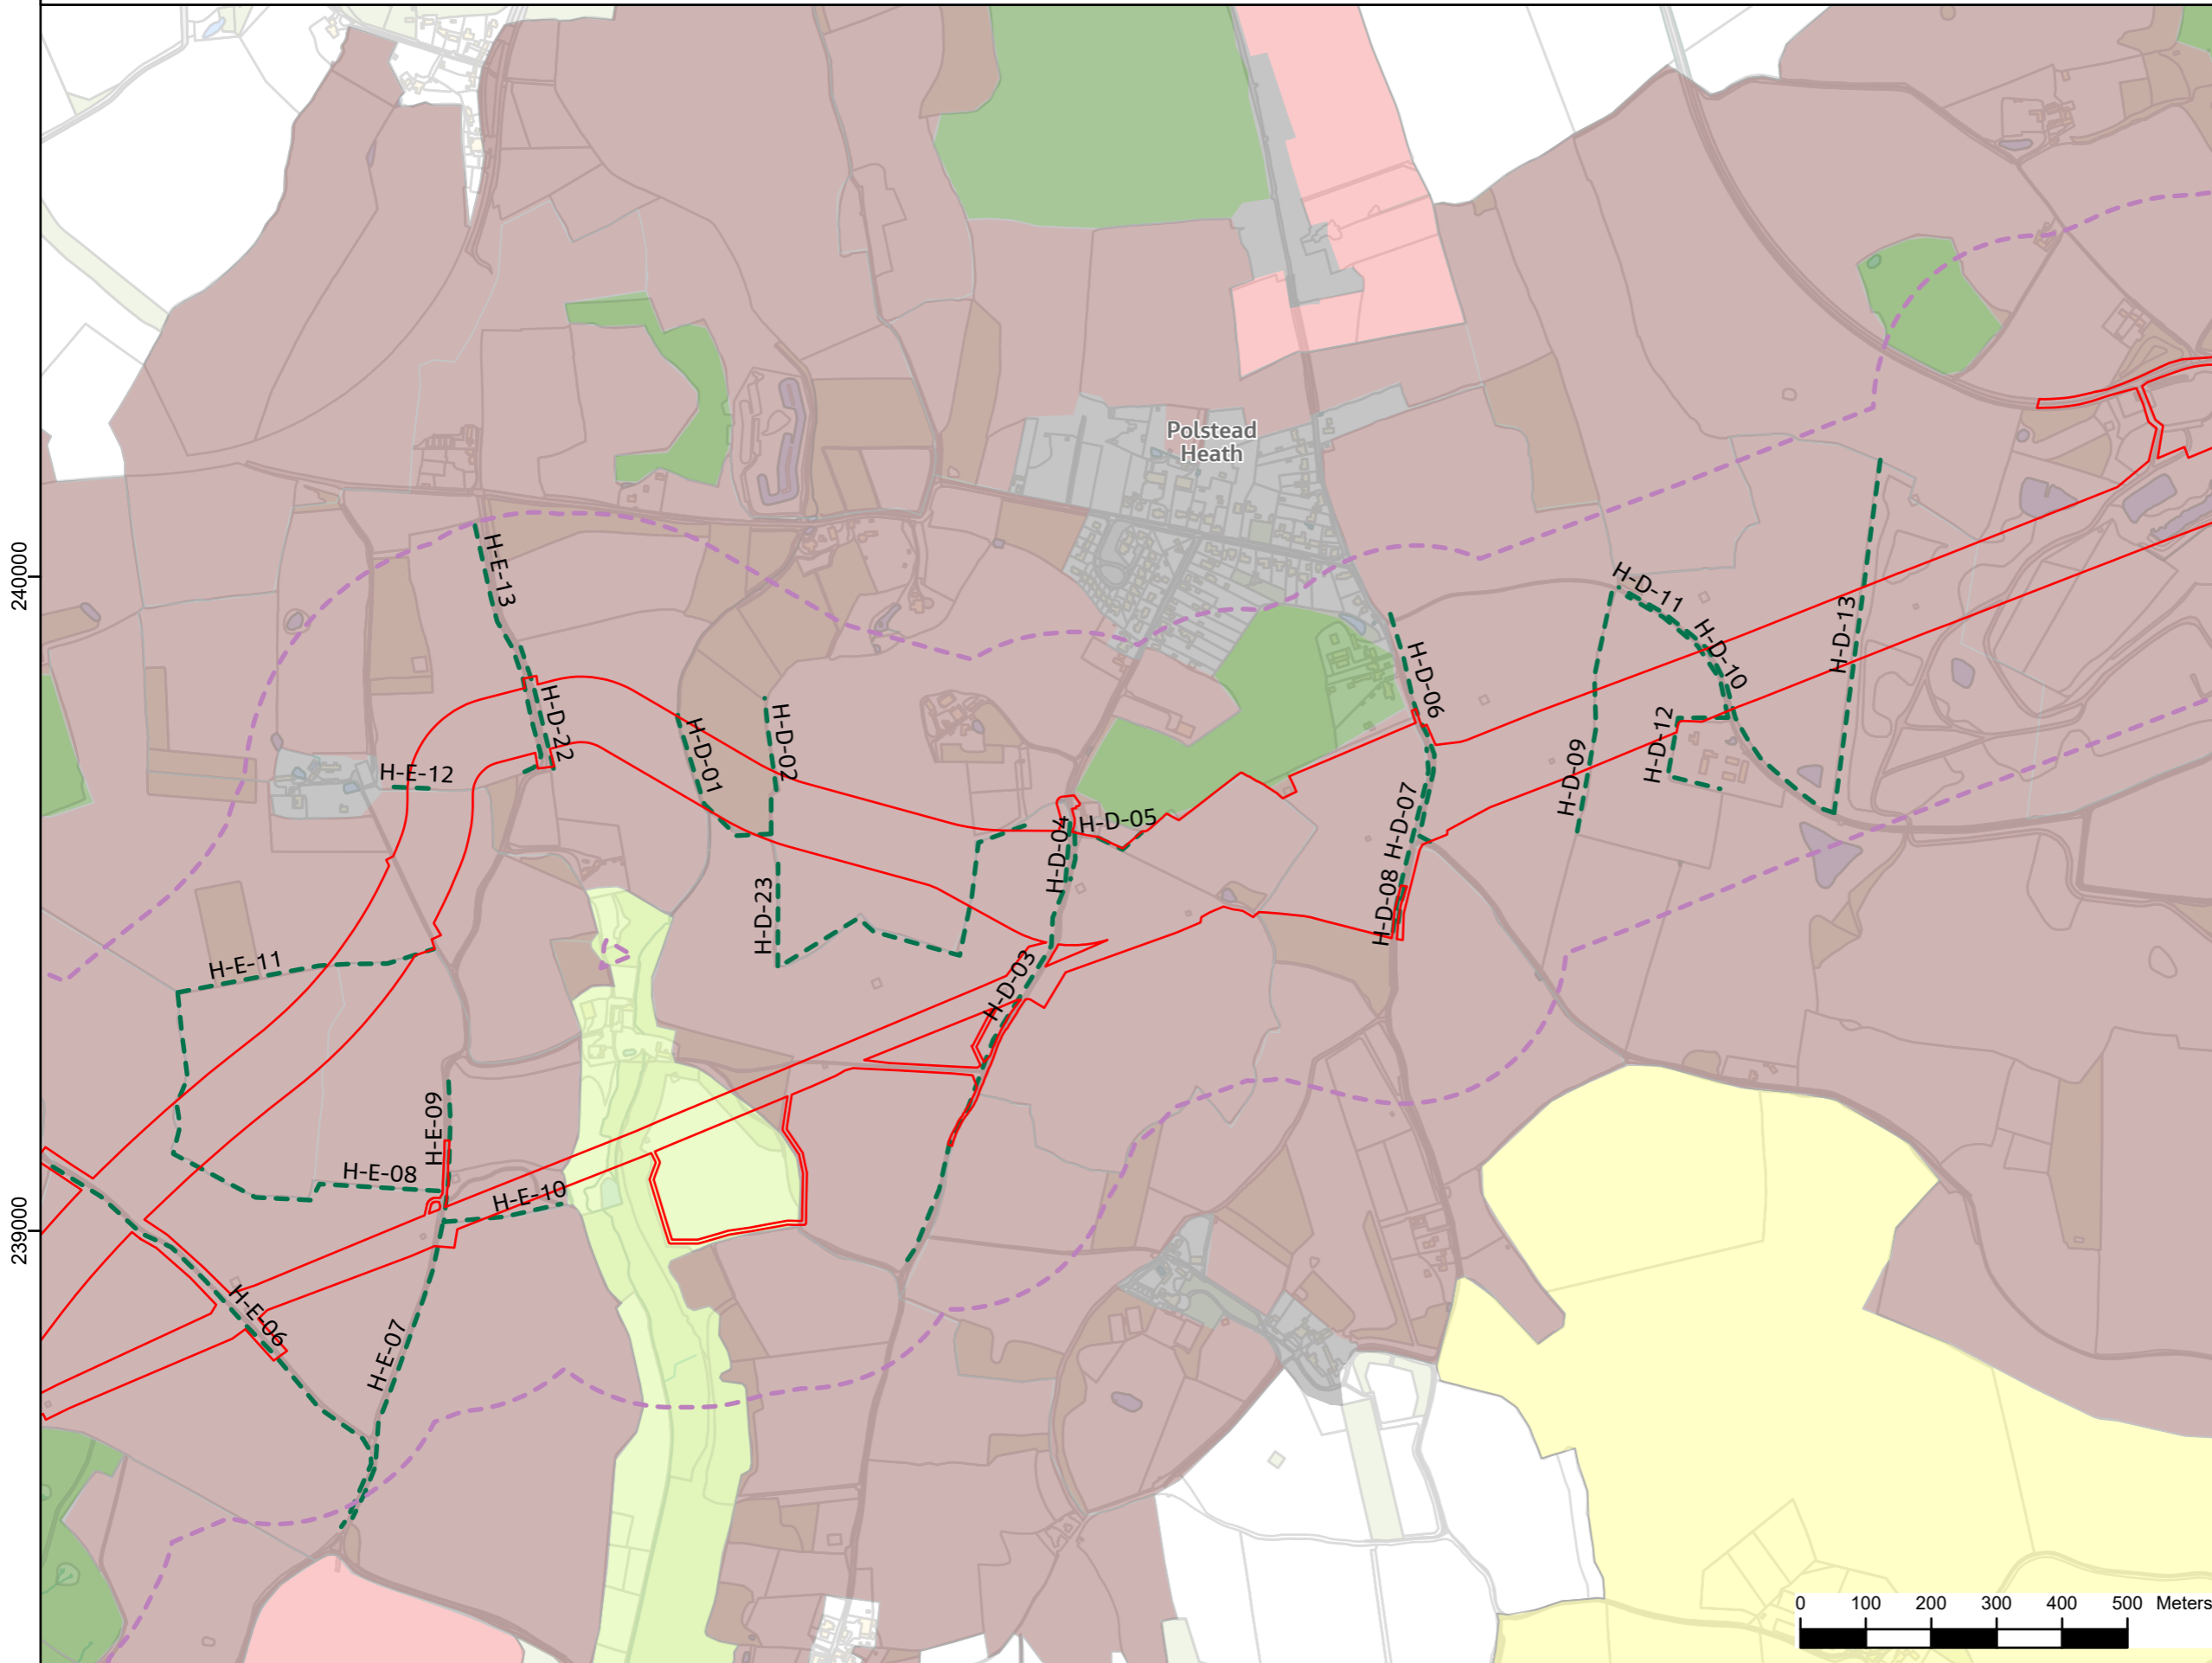 Polstead
Heath
240000
H-E-13
H-D-11
H-D-10
H-D-13
H-D-06
H-D-22
H-D-01
H-D-02
H-D-12
H-D-09
H-E-12
H-D-05
H-D-04
H-D-07
H-D-08
H-D-23
H-E-11
H-D-03
H-E-09
H-E-08
H-E-10
239000
H-E-06
H-E-07
0 100 200 300 400 500 Meters